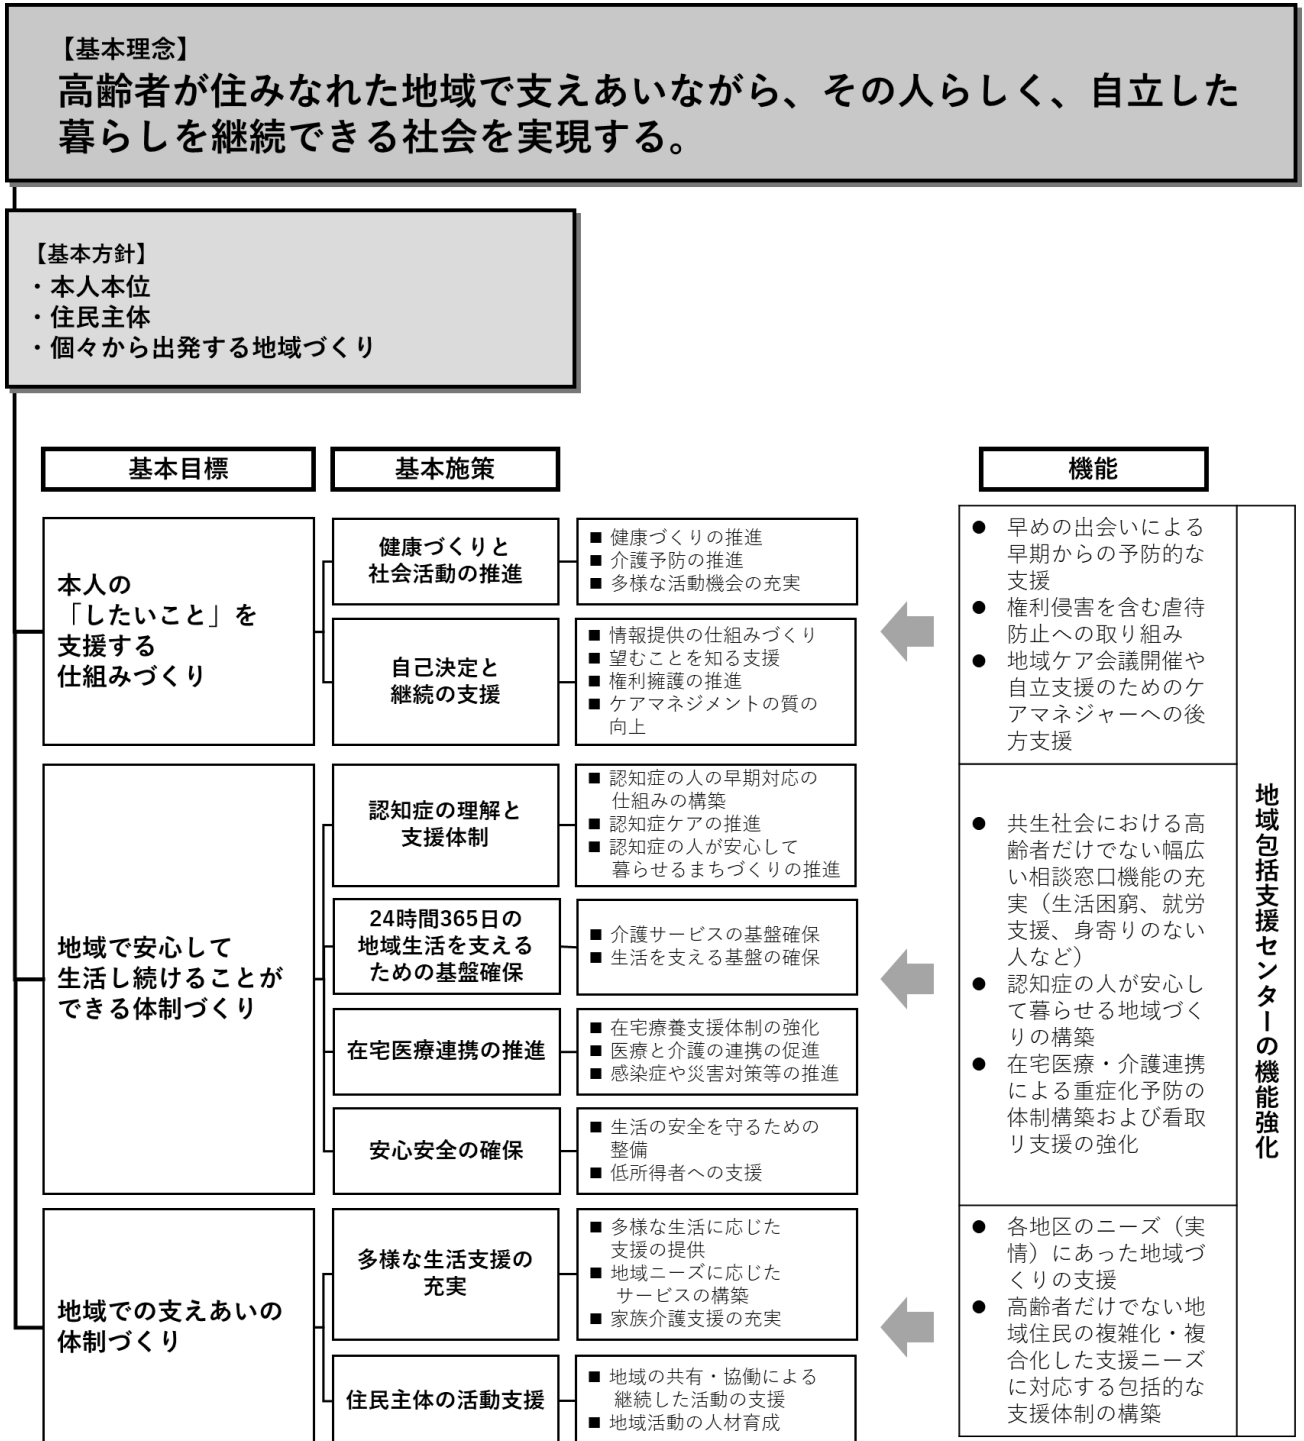 【基本理念】
高齢者が住みなれた地域で支えあいながら、その人らしく、自立した
暮らしを継続できる社会を実現する。
【基本方針】
・本人本位
・住民主体
・個々から出発する地域づくり
基本目標
基本施策
機能
本人の
「したいこと」を
支援する
仕組みづくり
健康づくりと
社会活動の推進
■ 健康づくりの推進
■ 介護予防の推進
■ 多様な活動機会の充実
自己決定と
継続の支援
■ 情報提供の仕組みづくり
■ 望むことを知る支援
■ 権利擁護の推進
■ ケアマネジメントの質の
向上
● 早めの出会いによる
早期からの予防的な
支援
● 権利侵害を含む虐待
防止への取り組み
● 地域ケア会議開催や
自立支援のためのケ
アマネジャーへの後
方支援
地域で安心して
生活し続けることが
できる体制づくり
認知症の理解と
支援体制
■ 認知症の人の早期対応の
仕組みの構築
■ 認知症ケアの推進
■ 認知症の人が安心して
暮らせるまちづくりの推進
24時間365日の
地域生活を支える
ための基盤確保
■ 介護サービスの基盤確保
■ 生活を支える基盤の確保
在宅医療連携の推進
■ 在宅療養支援体制の強化
■ 医療と介護の連携の促進
■ 感染症や災害対策等の推進
安心安全の確保
■ 生活の安全を守るための
整備
■ 低所得者への支援
● 共生社会における高
齢者だけでない幅広
い相談窓口機能の充
実（生活困窮、就労
支援、身寄りのない
人など）
● 認知症の人が安心し
て暮らせる地域づく
りの構築
● 在宅医療・介護連携
による重症化予防の
体制構築および看取
り支援の強化
地域での支えあいの
体制づくり
多様な生活支援の
充実
■ 多様な生活に応じた
支援の提供
■ 地域ニーズに応じた
サービスの構築
■ 家族介護支援の充実
住民主体の活動支援
■ 地域の共有・協働による
継続した活動の支援
■ 地域活動の人材育成
● 各地区のニーズ（実
情）にあった地域づ
くりの支援
● 高齢者だけでない地
域住民の複雑化・複
合化した支援ニーズ
に対応する包括的な
支援体制の構築
地域包括支援センターの機能強化